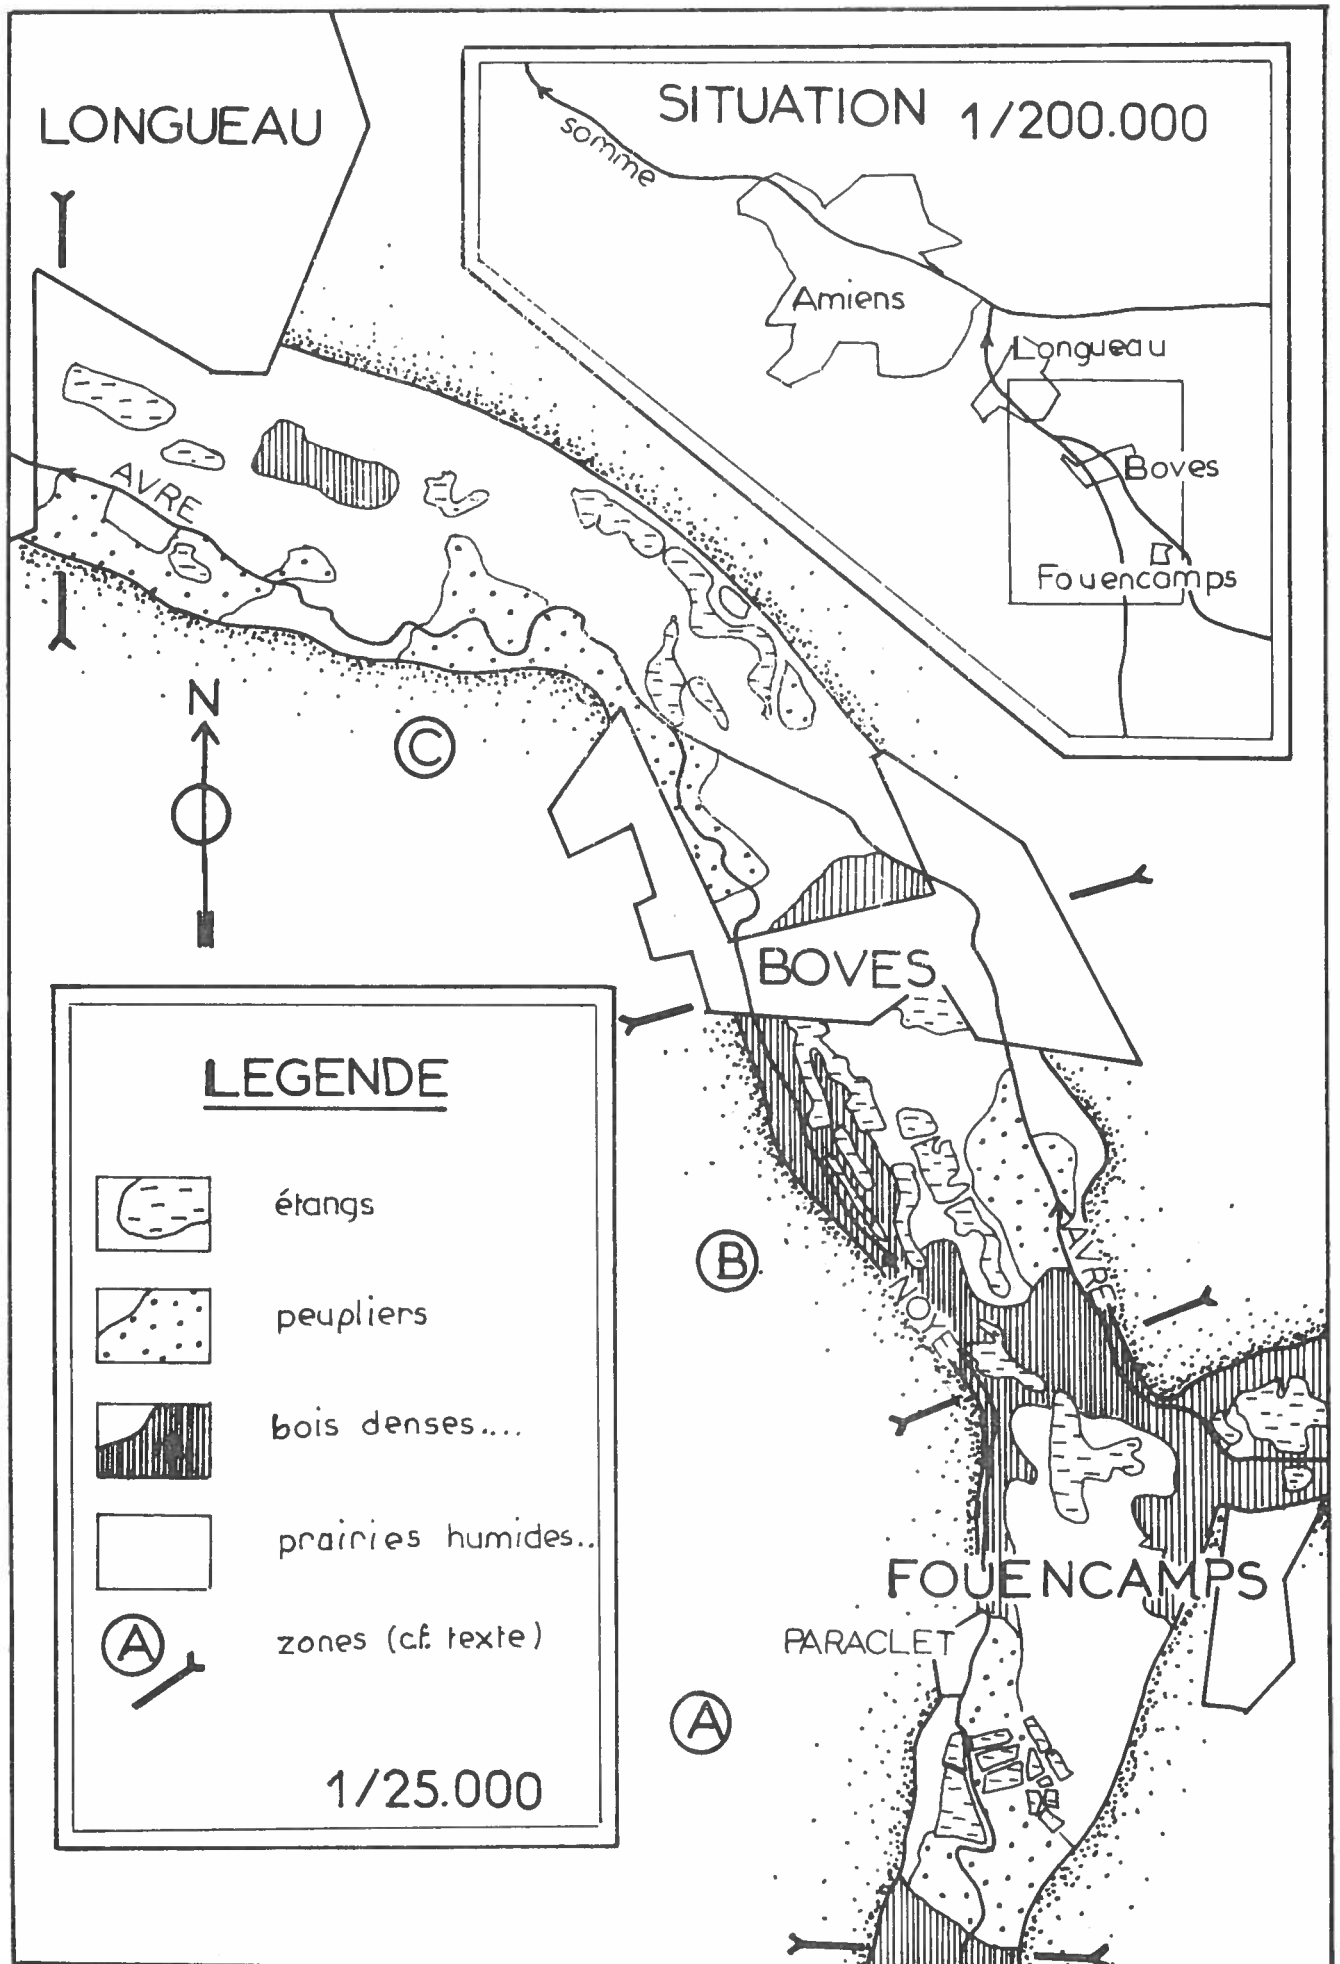 LONGUEAU
SITUATION 1/200.000
somme
Amiens
Longueau
Boves
Fouencamps
AVRE
N
C
BOVES
LEGENDE
étangs
peupliers
bois denses....
prairies humides..
A zones (cf. texte)
1/25.000
B
AVRE
NOYE
FOUENCAMPS
PARACLET
A